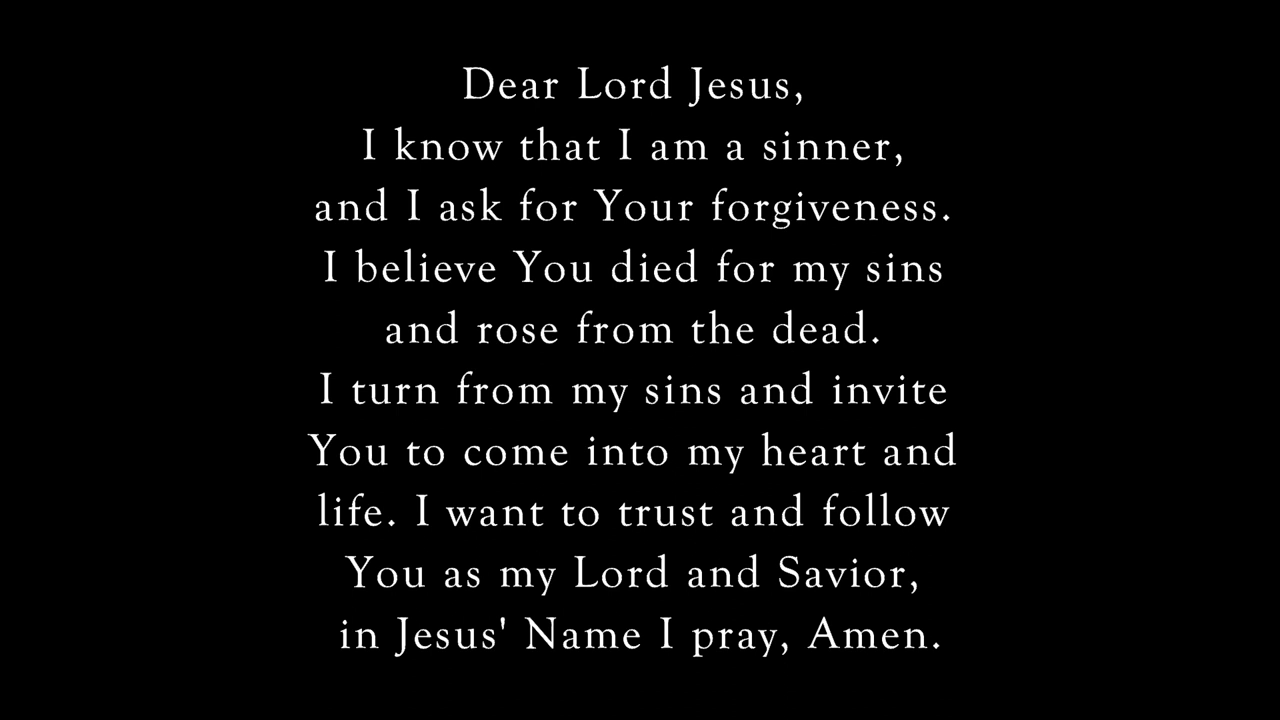 Dear Lord Jesus,
I know that I am a sinner,
and I ask for Your forgiveness.
I believe You died for my sins
and rose from the dead.
I turn from my sins and invite
You to come into my heart and
life. I want to trust and follow
You as my Lord and Savior,
in Jesus' Name I pray, Amen.